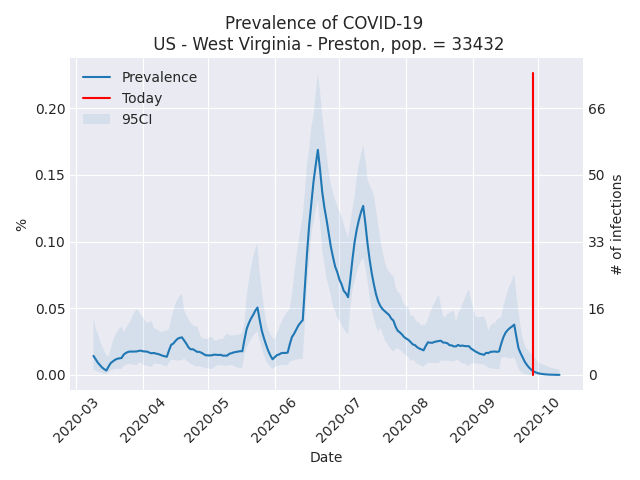 Prevalence of COVID-19
US - West Virginia - Preston, pop. = 33432
Prevalence
Today
95CI
0.20
0.15
0.10
0.05
0.00
%
66
50
33
16
0
# of infections
2020-03
2020-04
2020-05
2020-06
2020-07
2020-08
2020-09
2020-10
Date